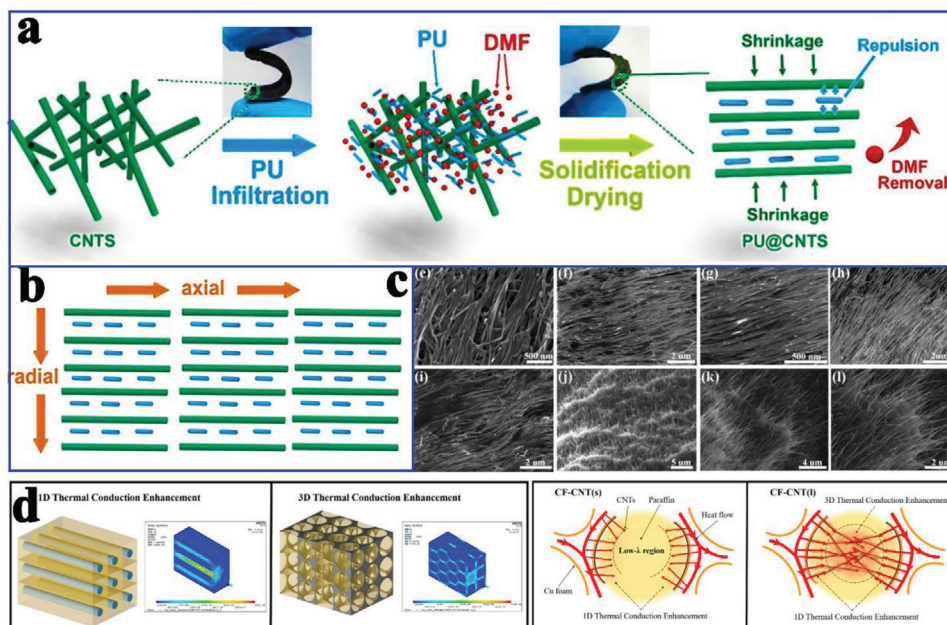 a
PU
DMF
Shrinkage
Repulsion
PU
Infiltration
Solidification
Drying
DMF
Removal
CNTS
Shrinkage
PU@CNTS
b
axial
radial
c
(e)
500 nm
(f)
2 um
(g)
500 nm
(h)
2um
(i)
2 um
(j)
5 um
(k)
4 um
(l)
2 um
d
1D Thermal Conduction Enhancement
3D Thermal Conduction Enhancement
CF-CNT(s)
CNTs
Paraffin
Heat flow
Low-λ region
Cu foam
1D Thermal Conduction Enhancement
CF-CNT(l)
3D Thermal Conduction Enhancement
1D Thermal Conduction Enhancement